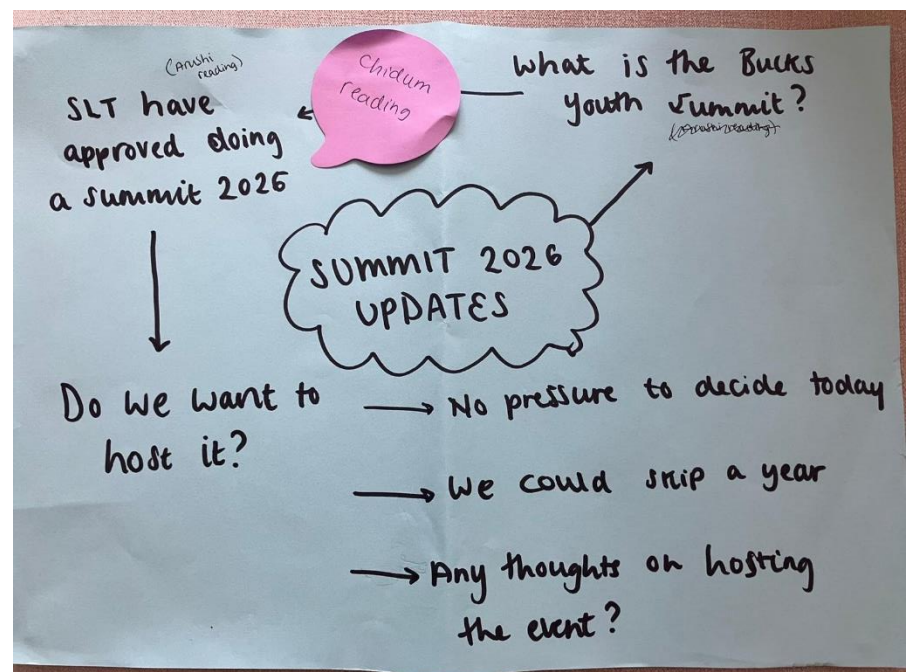 SUMMIT 2026
UPDATES
What is the Bucks
youth summit?
Chidum
reading
(Arushi
reading)
SLT have
approved doing
a summit 2026
Do we want to
host it?
No pressure to decide today
We could skip a year
Any thoughts on hosting
the event?